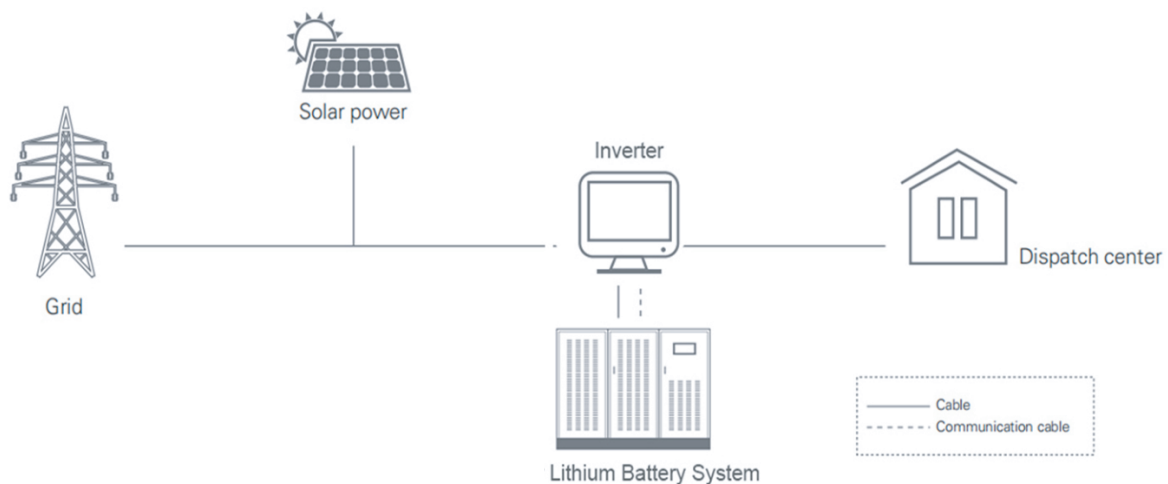 Solar power
Inverter
Dispatch center
Grid
Cable
Communication cable
Lithium Battery System